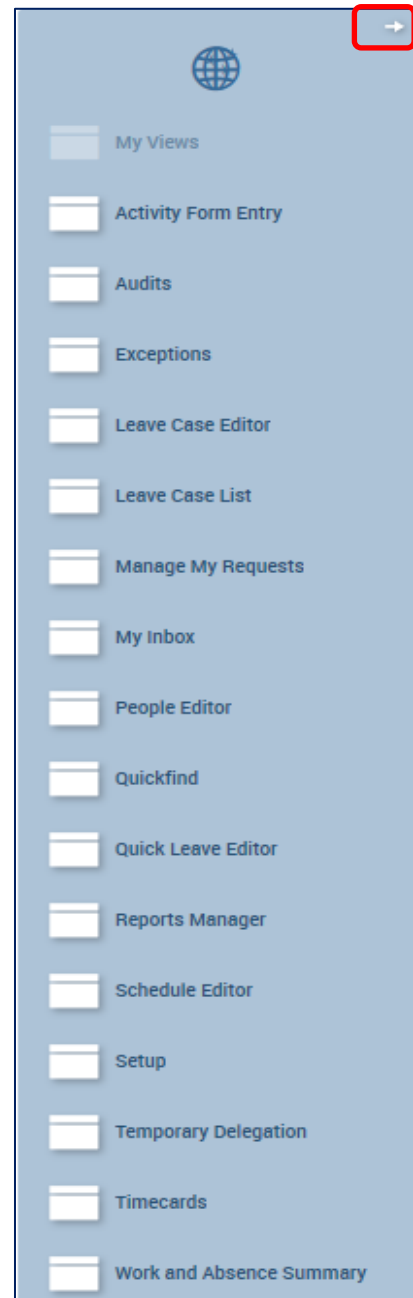 My Views
Activity Form Entry
Audits
Exceptions
Leave Case Editor
Leave Case List
Manage My Requests
My Inbox
People Editor
Quickfind
Quick Leave Editor
Reports Manager
Schedule Editor
Setup
Temporary Delegation
Timecards
Work and Absence Summary